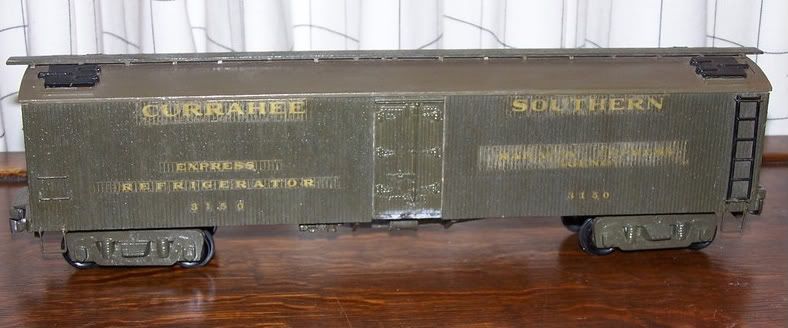 CURRAHEE
SOUTHERN
EXPRESS
REFRIGERATOR
3150
3150